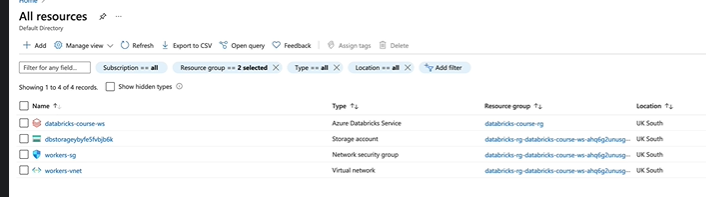 Home
All resources
Default Directory
+ Add Manage view Refresh Export to CSV Open query Feedback Assign tags Delete
Filter for any field... Subscription == all Resource group == 2 selected Type == all Location == all Add filter
Showing 1 to 4 of 4 records. Show hidden types
Name Type Resource group Location
databricks-course-ws Azure Databricks Service databricks-course-rg UK South
dbstorageybyfe5fvbjb6k Storage account databricks-rg-databricks-course-ws-ahq6g2unusg... UK South
workers-sg Network security group databricks-rg-databricks-course-ws-ahq6g2unusg... UK South
workers-vnet Virtual network databricks-rg-databricks-course-ws-ahq6g2unusg... UK South